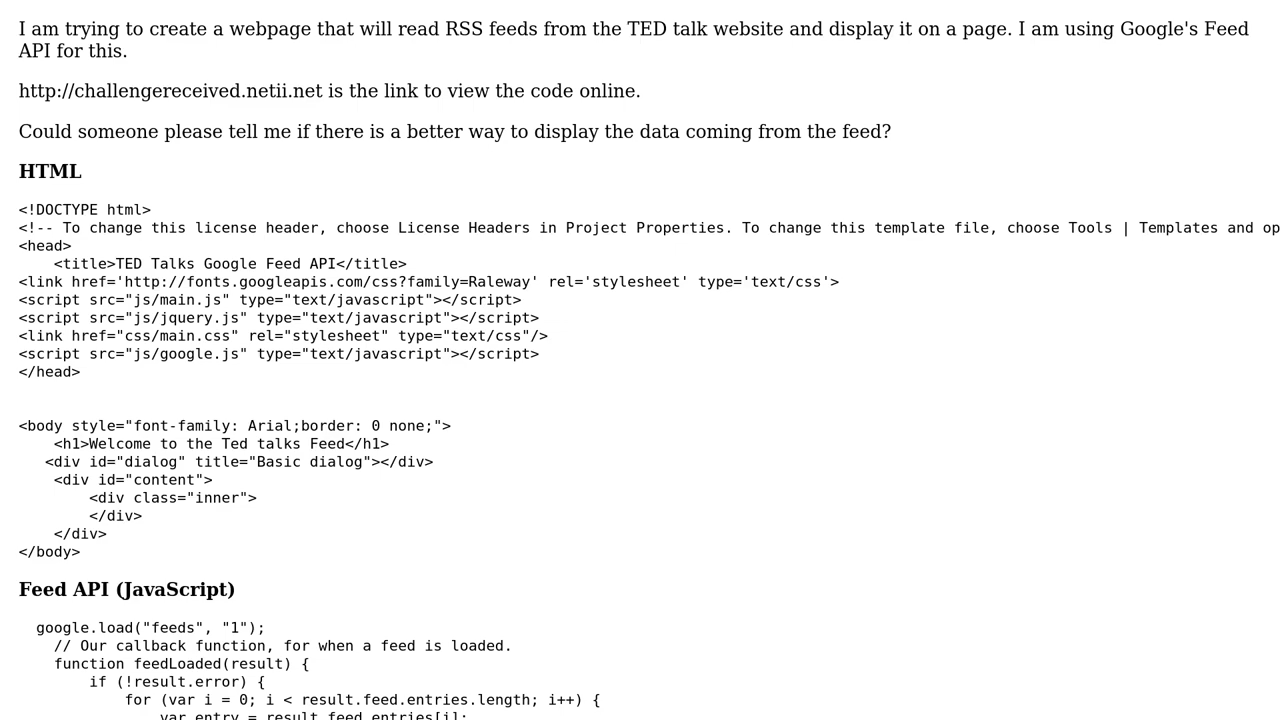 I am trying to create a webpage that will read RSS feeds from the TED talk website and display it on a page. I am using Google's Feed
API for this.
http://challengereceived.netii.net is the link to view the code online.
Could someone please tell me if there is a better way to display the data coming from the feed?
HTML
<!DOCTYPE html>
<!-- To change this license header, choose License Headers in Project Properties. To change this template file, choose Tools | Templates and op
<head>
    <title>TED Talks Google Feed API</title>
<link href='http://fonts.googleapis.com/css?family=Raleway' rel='stylesheet' type='text/css'>
<script src="js/main.js" type="text/javascript"></script>
<script src="js/jquery.js" type="text/javascript"></script>
<link href="css/main.css" rel="stylesheet" type="text/css"/>
<script src="js/google.js" type="text/javascript"></script>
</head>
<body style="font-family: Arial;border: 0 none;">
    <h1>Welcome to the Ted talks Feed</h1>
   <div id="dialog" title="Basic dialog"></div>
    <div id="content">
        <div class="inner">
        </div>
    </div>
</body>
Feed API (JavaScript)
  google.load("feeds", "1");
    // Our callback function, for when a feed is loaded.
    function feedLoaded(result) {
        if (!result.error) {
            for (var i = 0; i < result.feed.entries.length; i++) {
                var entry = result.feed.entries[i];